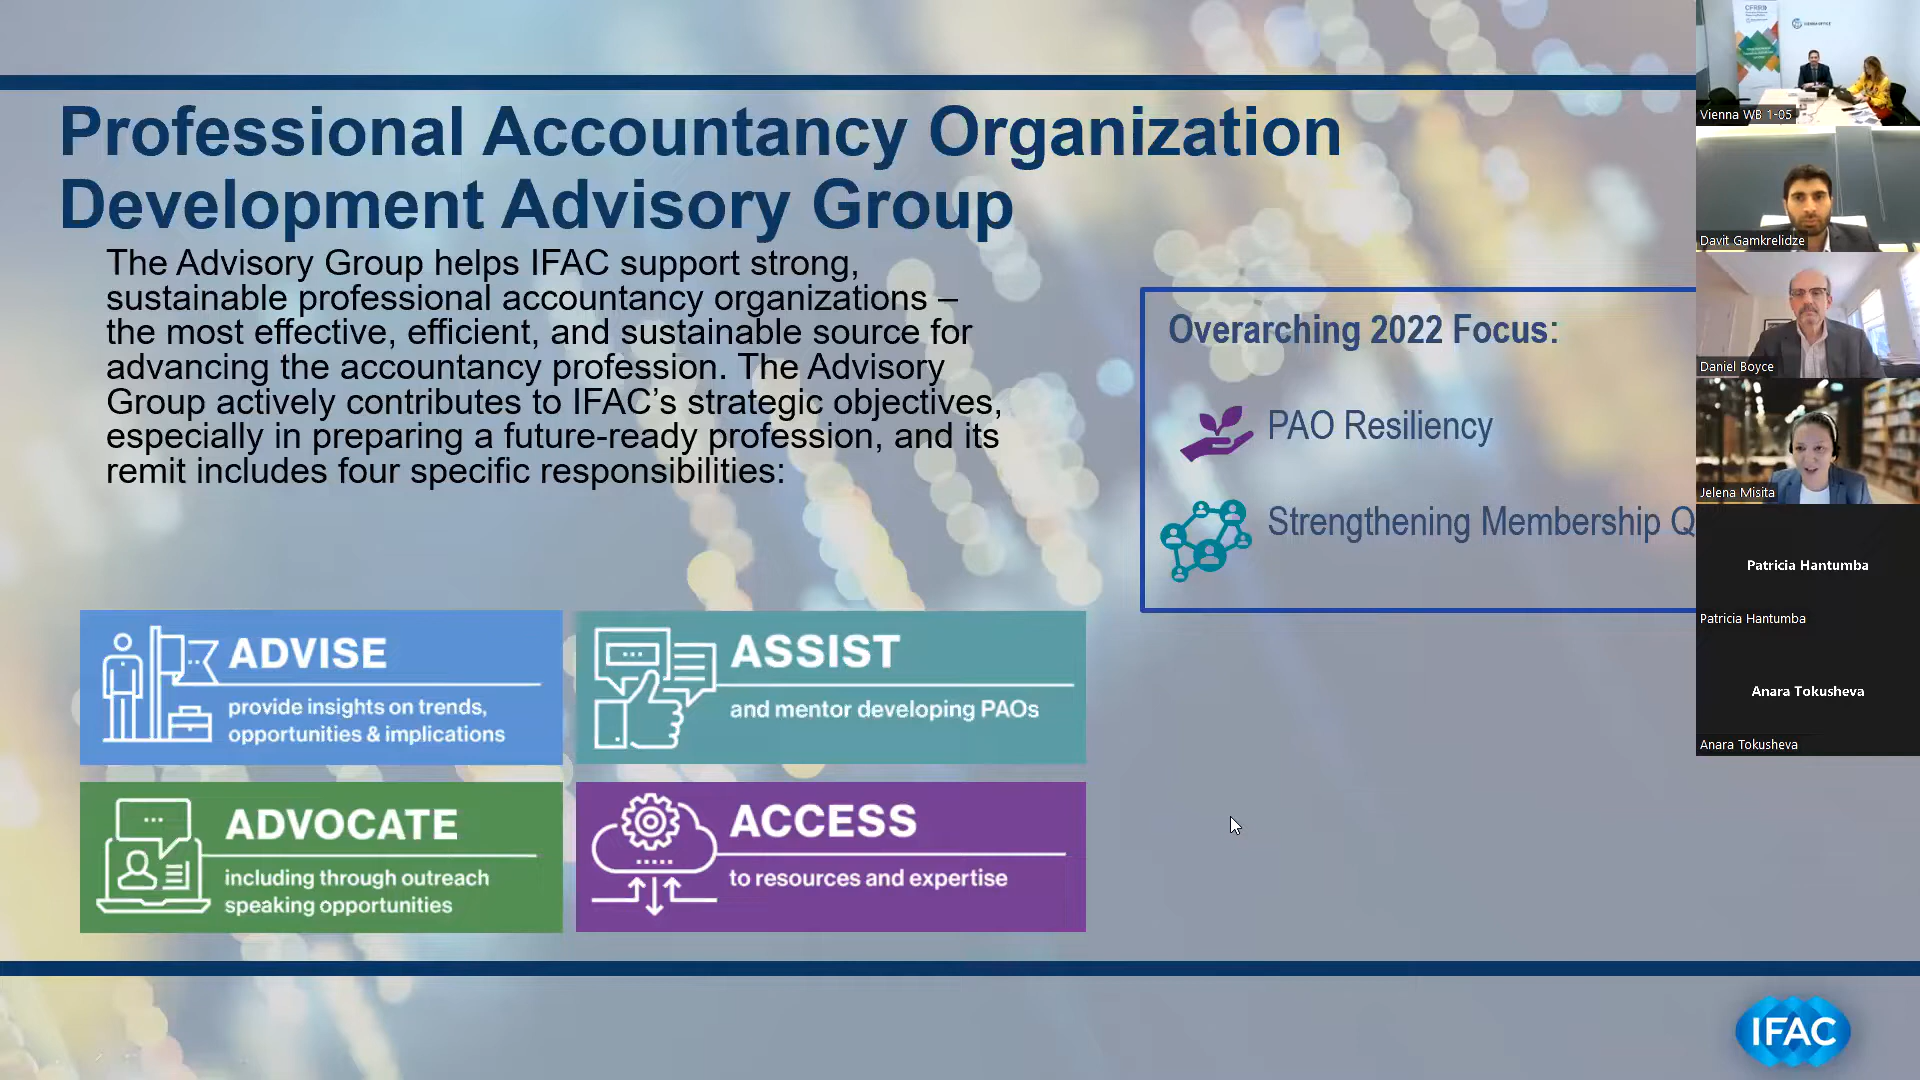 Professional Accountancy Organization
Development Advisory Group
The Advisory Group helps IFAC support strong,
sustainable professional accountancy organizations –
the most effective, efficient, and sustainable source for
advancing the accountancy profession. The Advisory
Group actively contributes to IFAC’s strategic objectives,
especially in preparing a future-ready profession, and its
remit includes four specific responsibilities:
Overarching 2022 Focus:
PAO Resiliency
Strengthening Membership Q
ADVISE
provide insights on trends,
opportunities & implications
ASSIST
and mentor developing PAOs
ADVOCATE
including through outreach
speaking opportunities
ACCESS
to resources and expertise
CFRR
Vienna WB 1-05
Davit Gamkrelidze
Daniel Boyce
Jelena Misita
Patricia Hantumba
Patricia Hantumba
Anara Tokusheva
Anara Tokusheva
IFAC